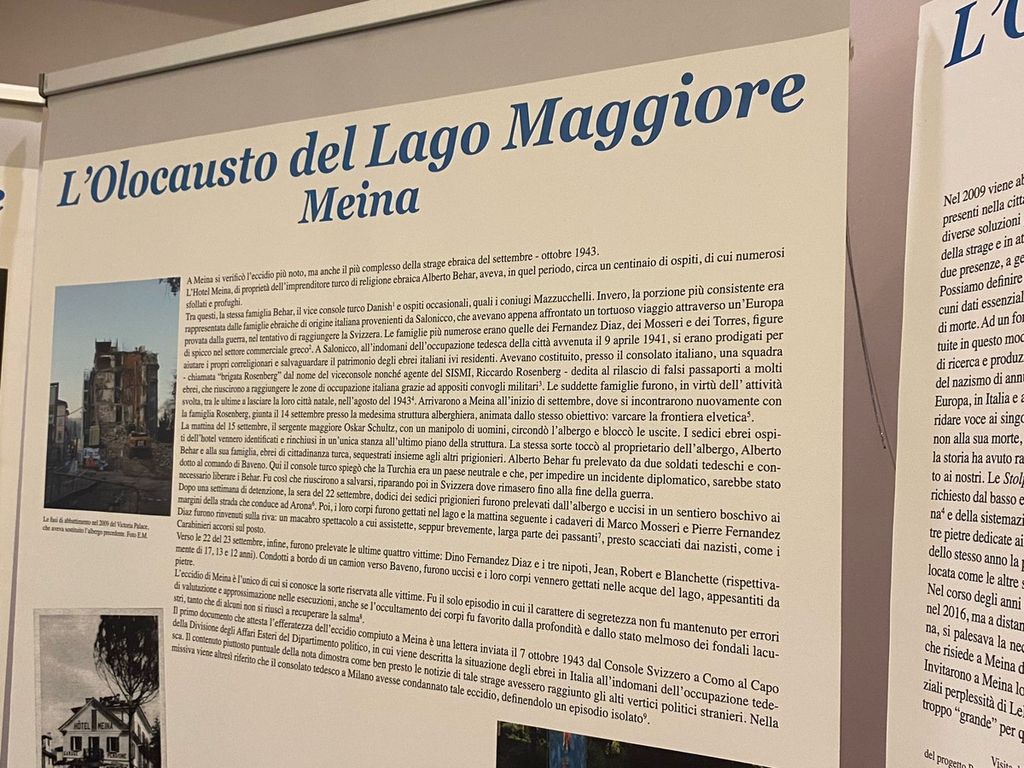 L'Olocausto del Lago Maggiore
Meina
A Meina si verificò l'eccidio più noto, ma anche il più complesso della strage ebraica del settembre - ottobre 1943.
L'Hotel Meina, di proprietà dell'imprenditore turco di religione ebraica Alberto Behar, aveva, in quel periodo, circa un centinaio di ospiti, di cui numerosi
sfollati e profughi.
Tra questi, la stessa famiglia Behar, il vice console turco Danish¹ e ospiti occasionali, quali i coniugi Mazzucchelli. Invero, la porzione più consistente era
rappresentata dalle famiglie ebraiche di origine italiana provenienti da Salonicco, che avevano appena affrontato un tortuoso viaggio attraverso un'Europa
provata dalla guerra, nel tentativo di raggiungere la Svizzera. Le famiglie più numerose erano quelle dei Fernandez Diaz, dei Mosseri e dei Torres, figure
di spicco nel settore commerciale greco². A Salonicco, all'indomani dell'occupazione tedesca della città avvenuta il 9 aprile 1941, si erano prodigati per
aiutare i propri correligionari e salvaguardare il patrimonio degli ebrei italiani ivi residenti. Avevano costituito, presso il consolato italiano, una squadra
- chiamata “brigata Rosenberg” dal nome del viceconsole nonché agente del SISMI, Riccardo Rosenberg - dedita al rilascio di falsi passaporti a molti
ebrei, che riuscirono a raggiungere le zone di occupazione italiana grazie ad appositi convogli militari³. Le suddette famiglie furono, in virtù dell' attività
svolta, tra le ultime a lasciare la loro città natale, nell'agosto del 1943⁴. Arrivarono a Meina all'inizio di settembre, dove si incontrarono nuovamente con
la famiglia Rosenberg, giunta il 14 settembre presso la medesima struttura alberghiera, animata dallo stesso obiettivo: varcare la frontiera elvetica⁵.
La mattina del 15 settembre, il sergente maggiore Oskar Schultz, con un manipolo di uomini, circondò l'albergo e bloccò le uscite. I sedici ebrei ospi-
ti dell'hotel vennero identificati e rinchiusi in un'unica stanza all'ultimo piano della struttura. La stessa sorte toccò al proprietario dell'albergo, Alberto
Behar e alla sua famiglia, ebrei di cittadinanza turca, sequestrati insieme agli altri prigionieri. Alberto Behar fu prelevato da due soldati tedeschi e con-
dotto al comando di Baveno. Qui il console turco spiegò che la Turchia era un paese neutrale e che, per impedire un incidente diplomatico, sarebbe stato
necessario liberare i Behar. Fu così che riuscirono a salvarsi, riparando poi in Svizzera dove rimasero fino alla fine della guerra.
Dopo una settimana di detenzione, la sera del 22 settembre, dodici dei sedici prigionieri furono prelevati dall'albergo e uccisi in un sentiero boschivo ai
margini della strada che conduce ad Arona⁶. Poi, i loro corpi furono gettati nel lago e la mattina seguente i cadaveri di Marco Mosseri e Pierre Fernandez
Diaz furono rinvenuti sulla riva: un macabro spettacolo a cui assistette, seppur brevemente, larga parte dei passanti⁷, presto scacciati dai nazisti, come i
Carabinieri accorsi sul posto.
Verso le 22 del 23 settembre, infine, furono prelevate le ultime quattro vittime: Dino Fernandez Diaz e i tre nipoti, Jean, Robert e Blanchette (rispettiva-
mente di 17, 13 e 12 anni). Condotti a bordo di un camion verso Baveno, furono uccisi e i loro corpi vennero gettati nelle acque del lago, appesantiti da
pietre.
L'eccidio di Meina è l'unico di cui si conosce la sorte riservata alle vittime. Fu il solo episodio in cui il carattere di segretezza non fu mantenuto per errori
di valutazione e approssimazione nelle esecuzioni, anche se l'occultamento dei corpi fu favorito dalla profondità e dallo stato melmoso dei fondali lacu-
stri, tanto che di alcuni non si riuscì a recuperare la salma⁸.
Il primo documento che attesta l'efferatezza dell'eccidio compiuto a Meina è una lettera inviata il 7 ottobre 1943 dal Console Svizzero a Como al Capo
della Divisione degli Affari Esteri del Dipartimento politico, in cui viene descritta la situazione degli ebrei in Italia all'indomani dell'occupazione tede-
sca. Il contenuto piuttosto puntuale della nota dimostra come ben presto le notizie di tale strage avessero raggiunto gli alti vertici politici stranieri. Nella
missiva viene altresì riferito che il consolato tedesco a Milano avesse condannato tale eccidio, definendolo un episodio isolato⁹.
Le fasi di abbattimento nel 2009 del Victoria Palace,
che aveva sostituito l'albergo precedente. Foto E.M.
HOTEL MEINA
GARAGE PENSIONE
L'O
Nel 2009 viene
presenti nella
diverse soluzioni
della strage e in
due presenze, a
Possiamo definire
cuni dati essenzial
di morte. Ad un
tuite in questo
di ricerca e
del nazismo di
Europa, in Italia e
ridare voce ai
non alla sua morte,
la storia ha avuto
to ai nostri. Le
richiesto dal basso e
na⁴ e della
tre pietre dedicate ai
dello stesso anno la
locata come le altre
Nel corso degli anni
nel 2016, ma a
na, si palesava la
che risiede a Meina
Invitarono a Meina
ziali perplessità di
troppo “grande” per
del progetto